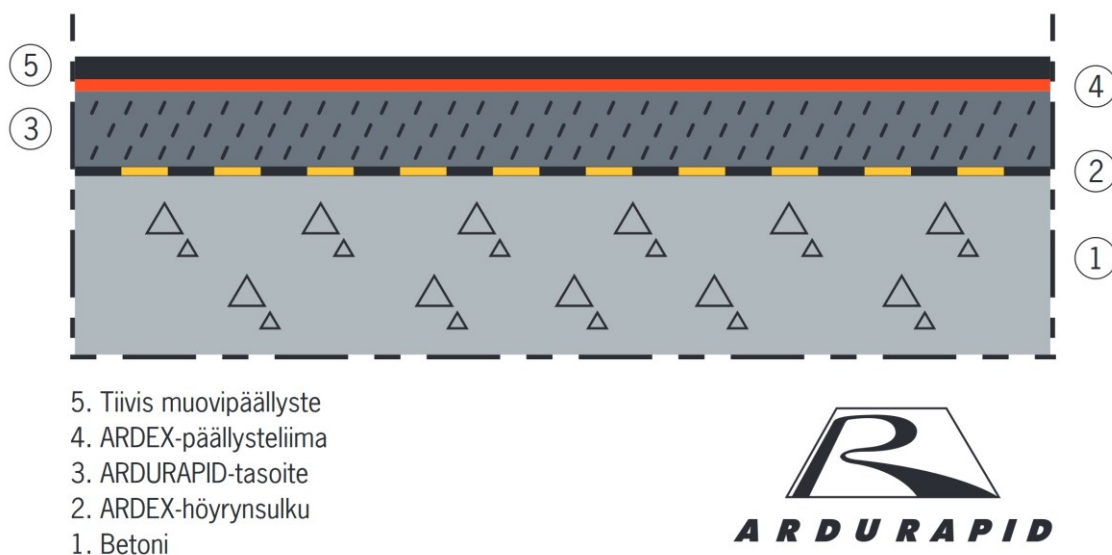 5
4
3
2
1
5. Tiivis muovipäällyste
4. ARDEX-päällysteliima
3. ARDURAPID-tasoite
2. ARDEX-höyrynsulku
1. Betoni
R
ARDURAPID